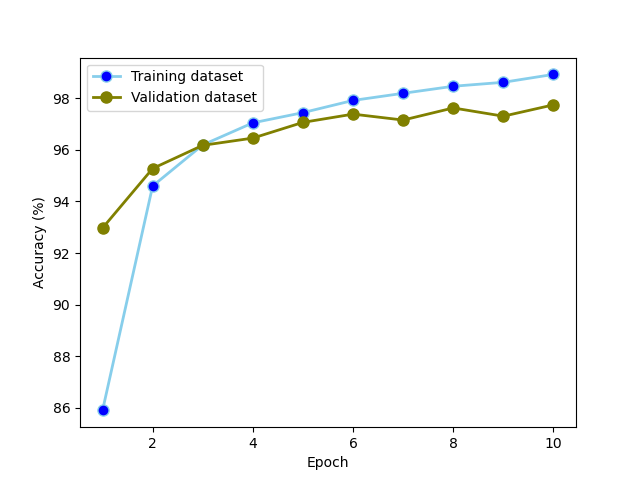 Training dataset
Validation dataset
98
96
94
92
90
88
86
Accuracy (%)
2 4 6 8 10
Epoch